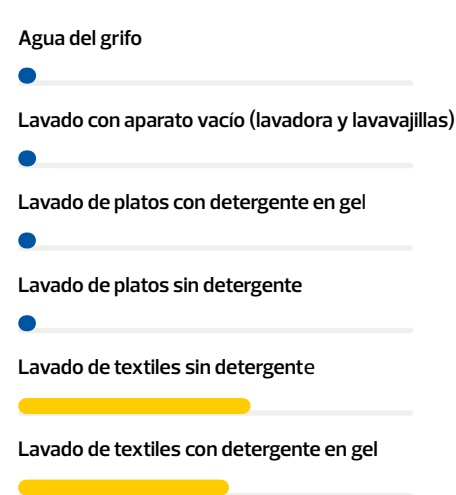 Agua del grifo
Lavado con aparato vacío (lavadora y lavavajillas)
Lavado de platos con detergente en gel
Lavado de platos sin detergente
Lavado de textiles sin detergente
Lavado de textiles con detergente en gel